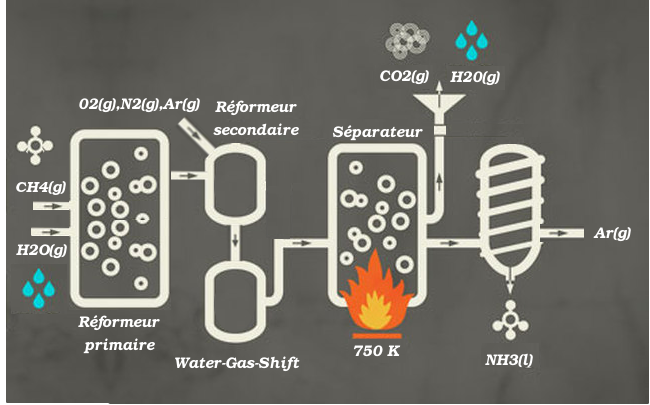 CO2(g)
H2O(g)
O2(g),N2(g),Ar(g)
Réformeur
secondaire
Séparateur
CH4(g)
H2O(g)
Ar(g)
Réformeur
primaire
Water-Gas-Shift
750 K
NH3(l)